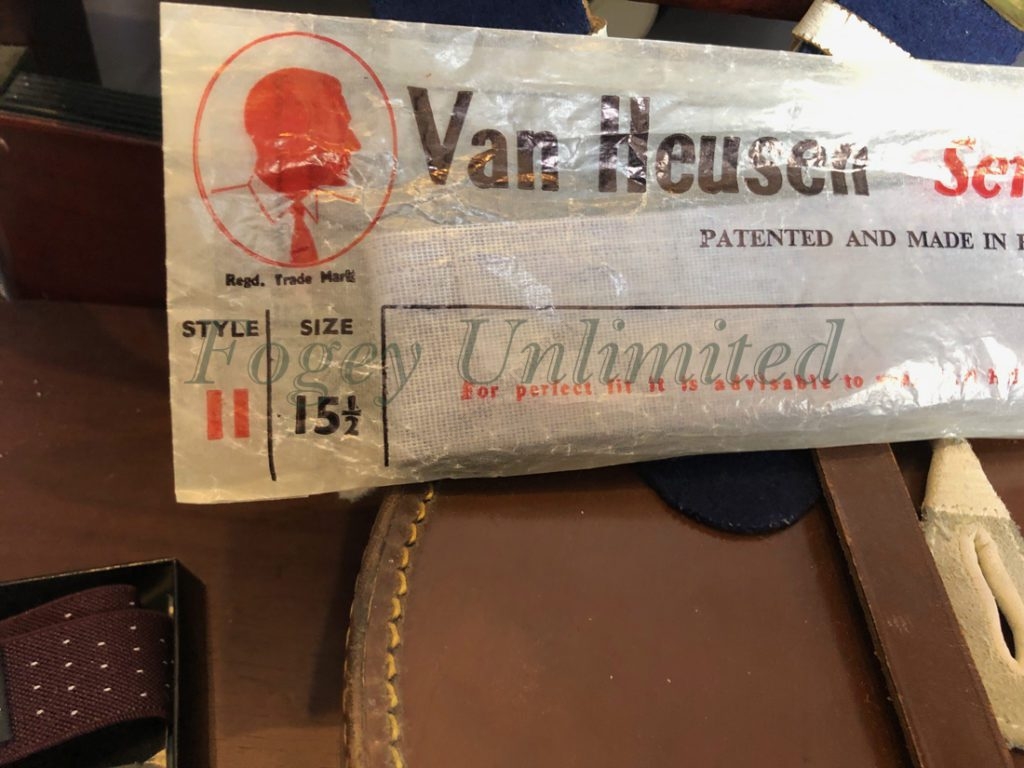 Van Heusen
PATENTED AND MADE IN
Regd. Trade Mark
STYLE
SIZE
Fogey Unlimited
For perfect fit it is advisable to
11
15½